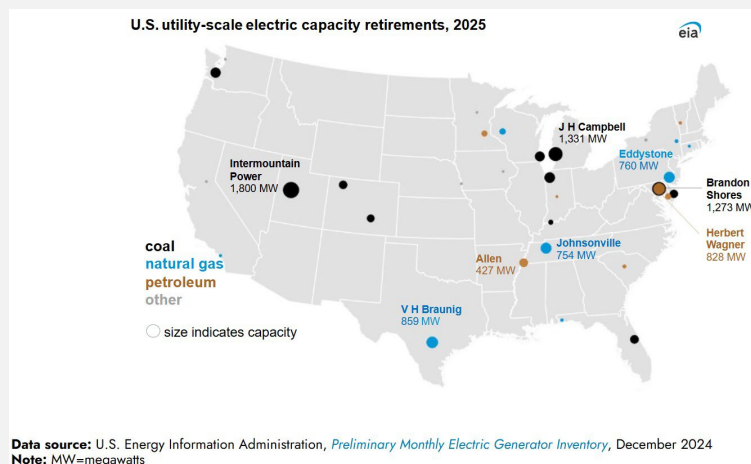 U.S. utility-scale electric capacity retirements, 2025
eia
J H Campbell
1,331 MW
Eddystone
760 MW
Intermountain
Power
1,800 MW
Brandon
Shores
1,273 MW
Herbert
Wagner
828 MW
Johnsonville
754 MW
Allen
427 MW
V H Braunig
859 MW
coal
natural gas
petroleum
other
size indicates capacity
Data source: U.S. Energy Information Administration, Preliminary Monthly Electric Generator Inventory, December 2024
Note: MW=megawatts